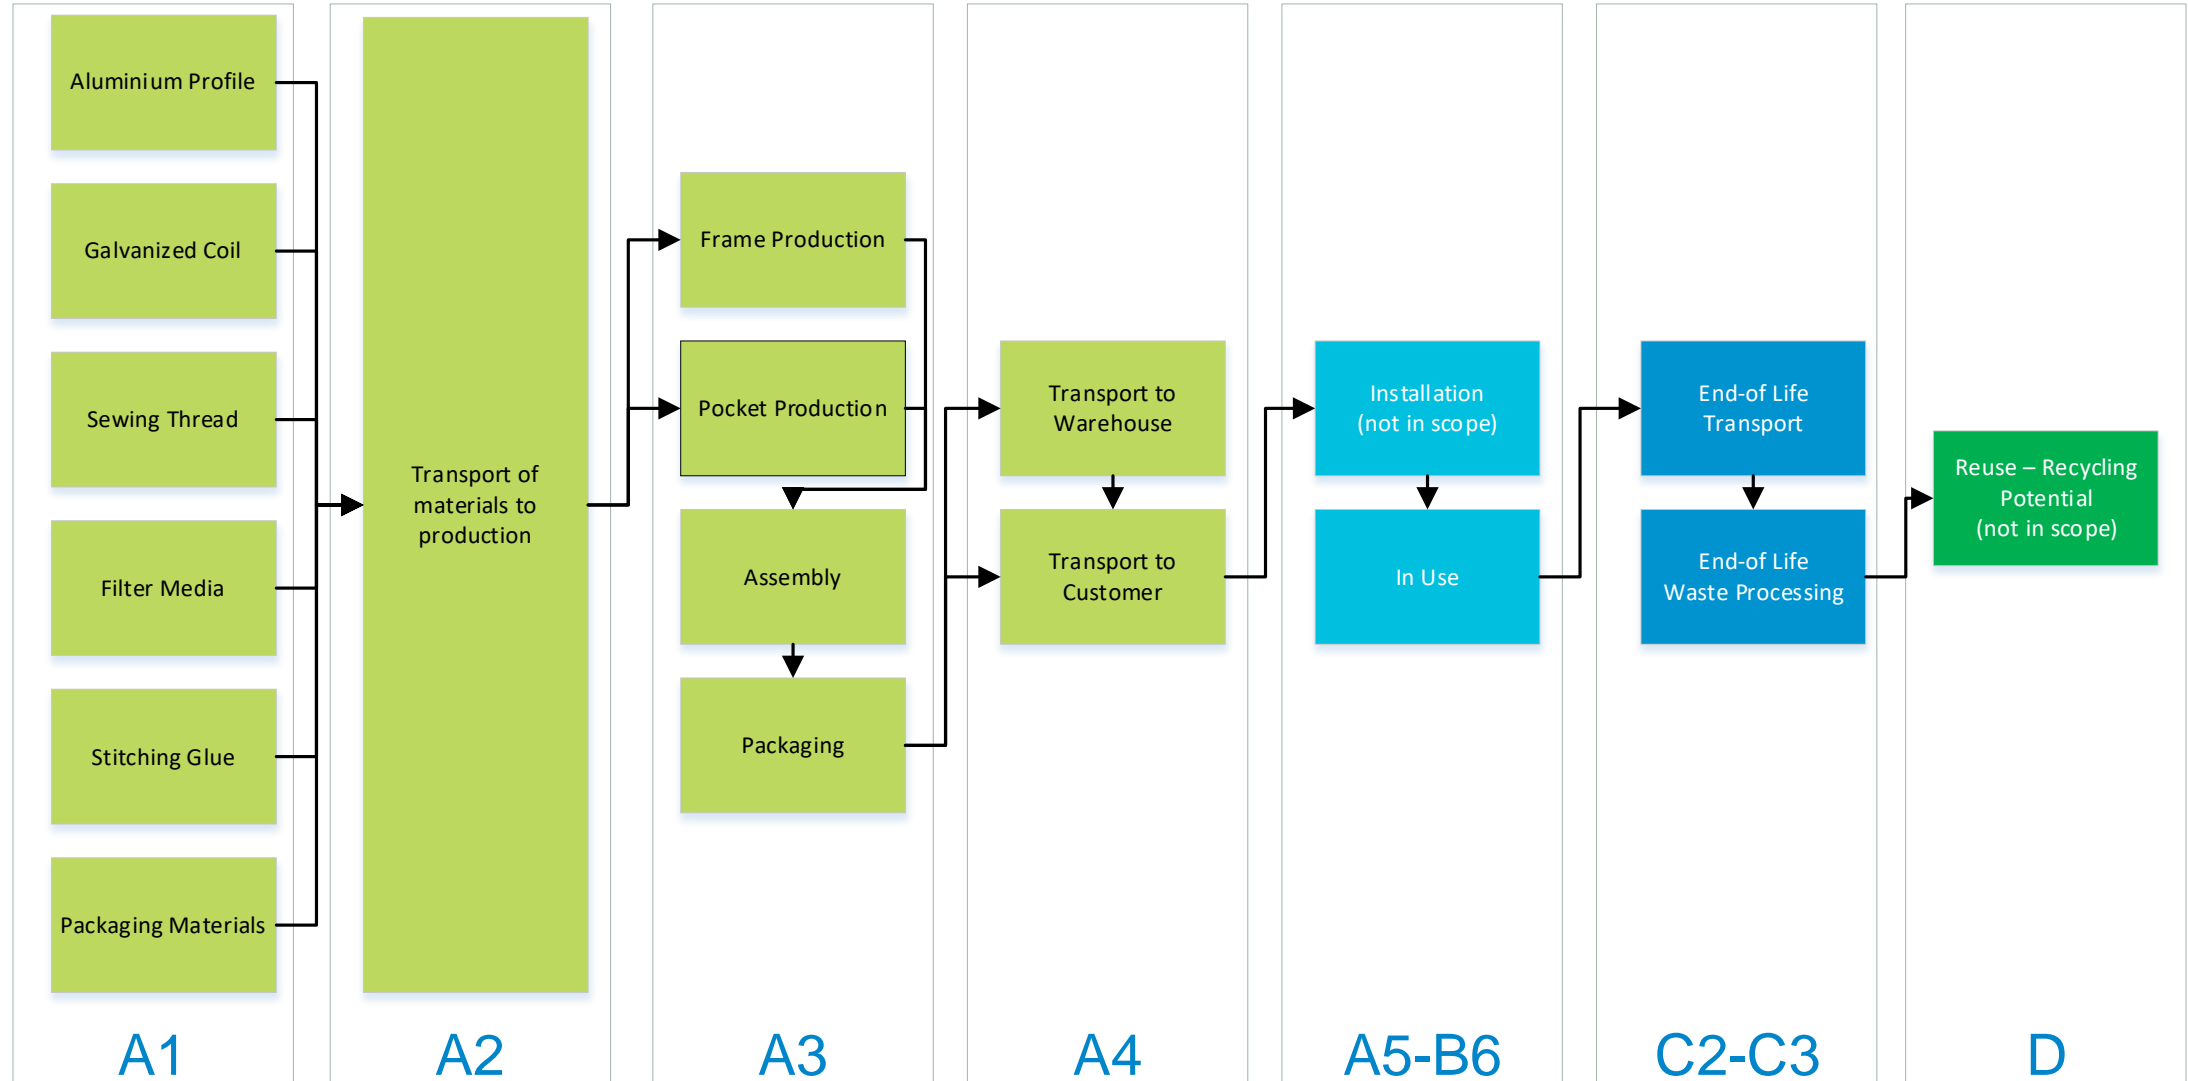 Aluminium Profile
Galvanized Coil
Sewing Thread
Filter Media
Stitching Glue
Packaging Materials
A1
Transport of
materials to
production
A2
Frame Production
Pocket Production
Assembly
Packaging
A3
Transport to
Warehouse
Transport to
Customer
A4
Installation
(not in scope)
In Use
A5-B6
End-of Life
Transport
End-of Life
Waste Processing
C2-C3
Reuse – Recycling
Potential
(not in scope)
D